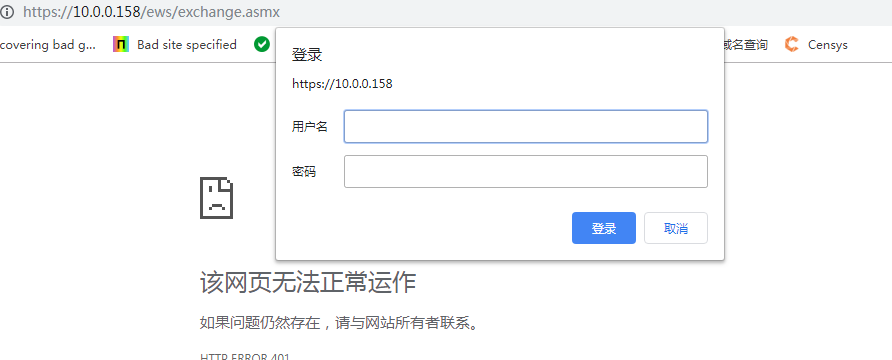 https://10.0.0.158/ews/exchange.asmx
covering bad g... Bad site specified 域名查询 Censys
登录
https://10.0.0.158
用户名
密码
登录 取消
该网页无法正常运作
如果问题仍然存在，请与网站所有者联系。
HTTP ERROR 401